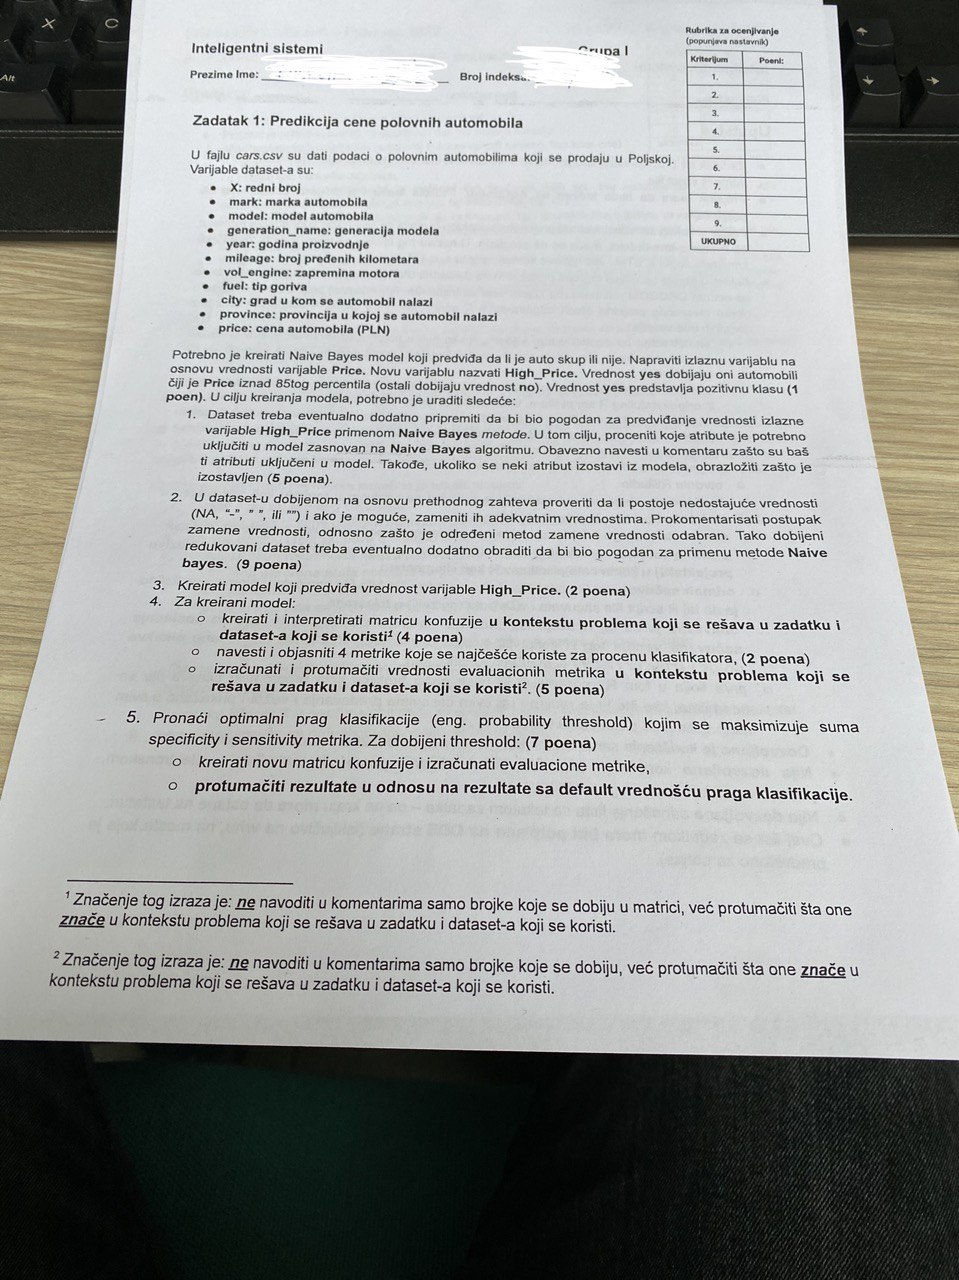 Inteligentni sistemi
Grupa I
Prezime Ime:
Broj indeksa
Rubrika za ocenjivanje
(popunjava nastavnik)
Kriterijum Poeni:
1.
2.
3.
4.
5.
6.
7.
8.
9.
UKUPNO
Zadatak 1: Predikcija cene polovnih automobila
U fajlu cars.csv su dati podaci o polovnim automobilima koji se prodaju u Poljskoj.
Varijable dataset-a su:
• X: redni broj
• mark: marka automobila
• model: model automobila
• generation_name: generacija modela
• year: godina proizvodnje
• mileage: broj pređenih kilometara
• vol_engine: zapremina motora
• fuel: tip goriva
• city: grad u kom se automobil nalazi
• province: provincija u kojoj se automobil nalazi
• price: cena automobila (PLN)
Potrebno je kreirati Naive Bayes model koji predviđa da li je auto skup ili nije. Napraviti izlaznu varijablu na
osnovu vrednosti varijable Price. Novu varijablu nazvati High_Price. Vrednost yes dobijaju oni automobili
čiji je Price iznad 85tog percentila (ostali dobijaju vrednost no). Vrednost yes predstavlja pozitivnu klasu (1
poen). U cilju kreiranja modela, potrebno je uraditi sledeće:
1. Dataset treba eventualno dodatno pripremiti da bi bio pogodan za predviđanje vrednosti izlazne
varijable High_Price primenom Naive Bayes metode. U tom cilju, proceniti koje atribute je potrebno
uključiti u model zasnovan na Naive Bayes algoritmu. Obavezno navesti u komentaru zašto su baš
ti atributi uključeni u model. Takođe, ukoliko se neki atribut izostavi iz modela, obrazložiti zašto je
izostavljen (5 poena).
2. U dataset-u dobijenom na osnovu prethodnog zahteva proveriti da li postoje nedostajuće vrednosti
(NA, “-”, ” ”, ili ””) i ako je moguće, zameniti ih adekvatnim vrednostima. Prokomentarisati postupak
zamene vrednosti, odnosno zašto je određeni metod zamene vrednosti odabran. Tako dobijeni
redukovani dataset treba eventualno dodatno obraditi da bi bio pogodan za primenu metode Naive
bayes. (9 poena)
3. Kreirati model koji predviđa vrednost varijable High_Price. (2 poena)
4. Za kreirani model:
○ kreirati i interpretirati matricu konfuzije u kontekstu problema koji se rešava u zadatku i
dataset-a koji se koristi¹ (4 poena)
○ navesti i objasniti 4 metrike koje se najčešće koriste za procenu klasifikatora, (2 poena)
○ izračunati i protumačiti vrednosti evaluacionih metrika u kontekstu problema koji se
rešava u zadatku i dataset-a koji se koristi². (5 poena)
5. Pronaći optimalni prag klasifikacije (eng. probability threshold) kojim se maksimizuje suma
specificity i sensitivity metrika. Za dobijeni threshold: (7 poena)
○ kreirati novu matricu konfuzije i izračunati evaluacione metrike,
○ protumačiti rezultate u odnosu na rezultate sa default vrednošću praga klasifikacije.
¹ Značenje tog izraza je: ne navoditi u komentarima samo brojke koje se dobiju u matrici, već protumačiti šta one
znače u kontekstu problema koji se rešava u zadatku i dataset-a koji se koristi.
² Značenje tog izraza je: ne navoditi u komentarima samo brojke koje se dobiju, već protumačiti šta one znače u
kontekstu problema koji se rešava u zadatku i dataset-a koji se koristi.
X
C
Alt